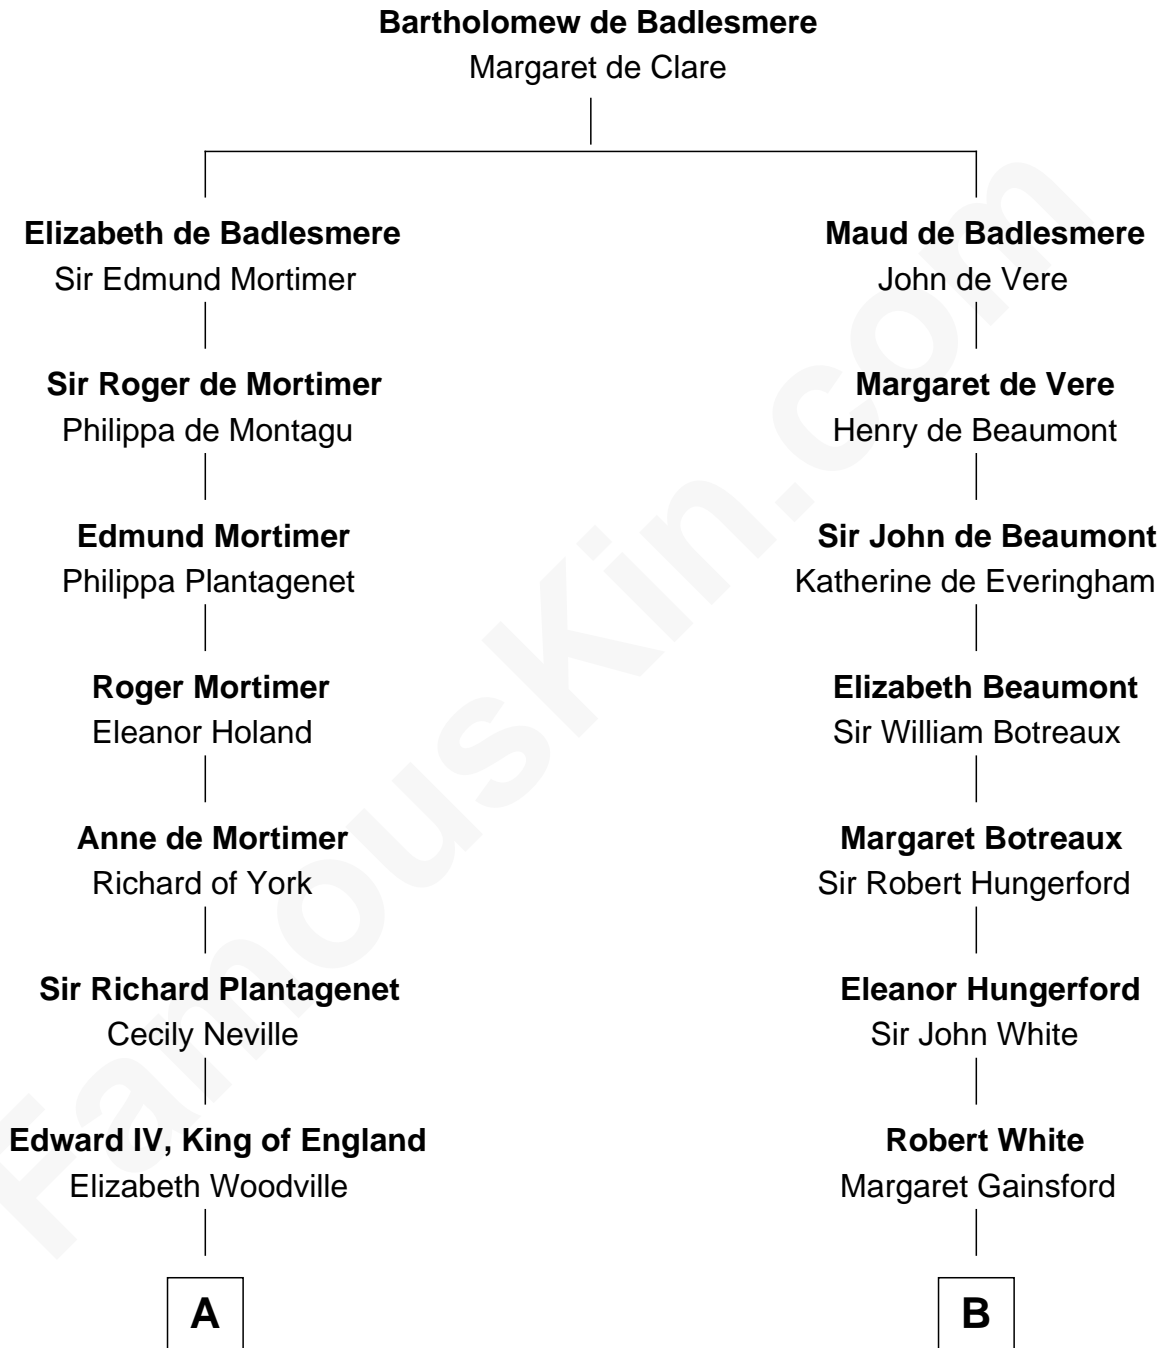 Bartholomew de Badlesmere
Margaret de Clare
Elizabeth de Badlesmere
Sir Edmund Mortimer
Maud de Badlesmere
John de Vere
Sir Roger de Mortimer
Philippa de Montagu
Margaret de Vere
Henry de Beaumont
Edmund Mortimer
Philippa Plantagenet
Sir John de Beaumont
Katherine de Everingham
Roger Mortimer
Eleanor Holand
Elizabeth Beaumont
Sir William Botreaux
Anne de Mortimer
Richard of York
Margaret Botreaux
Sir Robert Hungerford
Sir Richard Plantagenet
Cecily Neville
Eleanor Hungerford
Sir John White
Edward IV, King of England
Elizabeth Woodville
Robert White
Margaret Gainsford
A
B
FamousKin.com